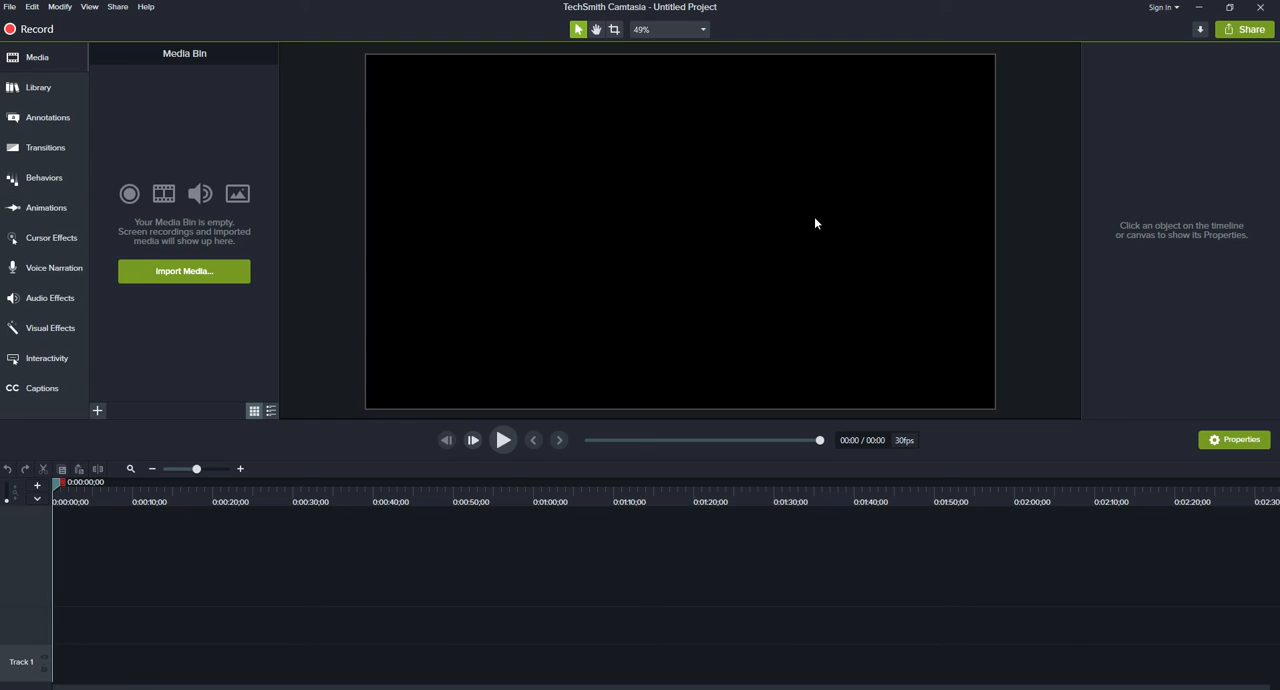 File Edit Modify View Share Help
TechSmith Camtasia - Untitled Project
Sign In
Record
49%
Share
Media
Library
Annotations
Transitions
Behaviors
Animations
Cursor Effects
Voice Narration
Audio Effects
Visual Effects
Interactivity
CC Captions
Media Bin
Your Media Bin is empty.
Screen recordings and imported
media will show up here.
Import Media...
Click an object on the timeline
or canvas to show its Properties.
00:00 / 00:00 30fps
Properties
0:00:00;00
0:00:00;00 0:00:10;00 0:00:20;00 0:00:30;00 0:00:40;00 0:00:50;00 0:01:00;00 0:01:10;00 0:01:20;00 0:01:30;00 0:01:40;00 0:01:50;00 0:02:00;00 0:02:10;00 0:02:20;00 0:02:30
Track 1